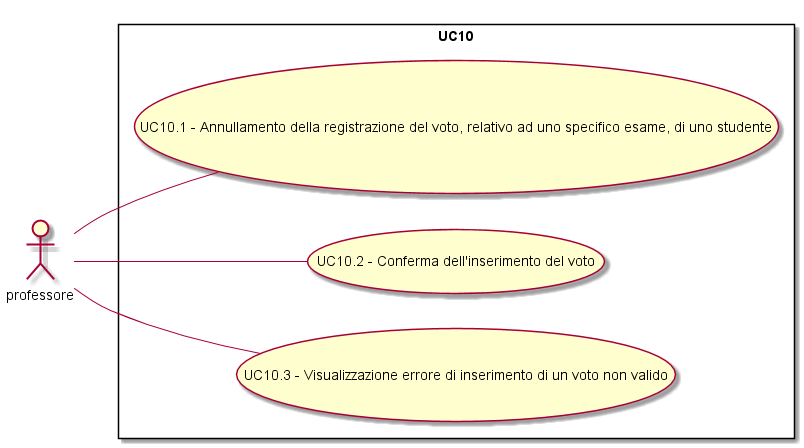 UC10
UC10.1 - Annullamento della registrazione del voto, relativo ad uno specifico esame, di uno studente
UC10.2 - Conferma dell'inserimento del voto
professore
UC10.3 - Visualizzazione errore di inserimento di un voto non valido